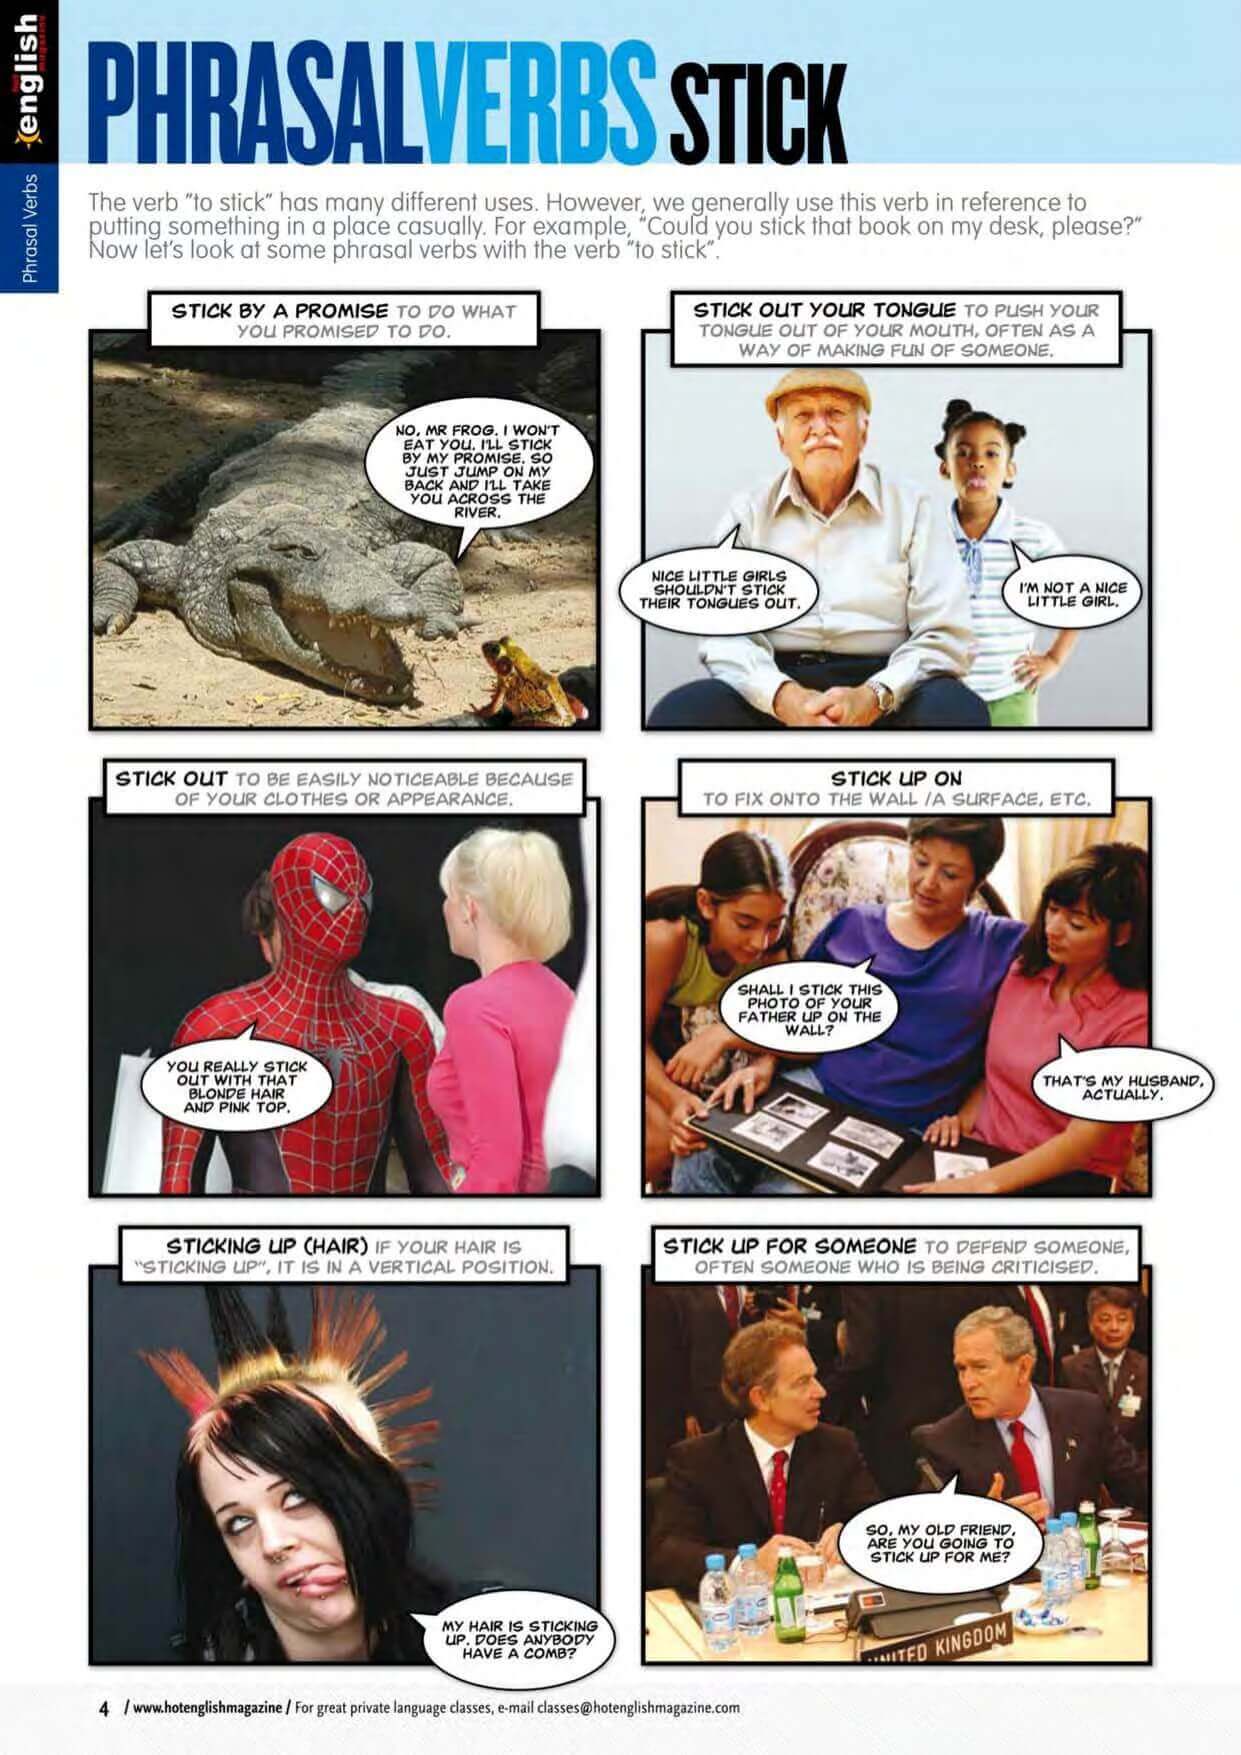 english
magazine
Phrasal Verbs
PHRASALVERBS STICK
The verb "to stick" has many different uses. However, we generally use this verb in reference to
putting something in a place casually. For example, "Could you stick that book on my desk, please?"
Now let's look at some phrasal verbs with the verb "to stick".
STICK BY A PROMISE TO DO WHAT
YOU PROMISED TO DO.
NO, MR FROG. I WON'T
EAT YOU. I'LL STICK
BY MY PROMISE. SO
JUST JUMP ON MY
BACK AND I'LL TAKE
YOU ACROSS THE
RIVER.
STICK OUT YOUR TONGUE TO PUSH YOUR
TONGUE OUT OF YOUR MOUTH, OFTEN AS A
WAY OF MAKING FUN OF SOMEONE.
NICE LITTLE GIRLS
SHOULDN'T STICK
THEIR TONGUES OUT.
I'M NOT A NICE
LITTLE GIRL.
STICK OUT TO BE EASILY NOTICEABLE BECAUSE
OF YOUR CLOTHES OR APPEARANCE.
YOU REALLY STICK
OUT WITH THAT
BLONDE HAIR
AND PINK TOP.
STICK UP ON
TO FIX ONTO THE WALL /A SURFACE, ETC.
SHALL I STICK THIS
PHOTO OF YOUR
FATHER UP ON THE
WALL?
THAT'S MY HUSBAND,
ACTUALLY.
STICKING UP (HAIR) IF YOUR HAIR IS
"STICKING UP", IT IS IN A VERTICAL POSITION.
MY HAIR IS STICKING
UP. DOES ANYBODY
HAVE A COMB?
STICK UP FOR SOMEONE TO DEFEND SOMEONE,
OFTEN SOMEONE WHO IS BEING CRITICISED.
SO, MY OLD FRIEND,
ARE YOU GOING TO
STICK UP FOR ME?
UNITED KINGDOM
4 / www.hotenglishmagazine / For great private language classes, e-mail classes@hotenglishmagazine.com